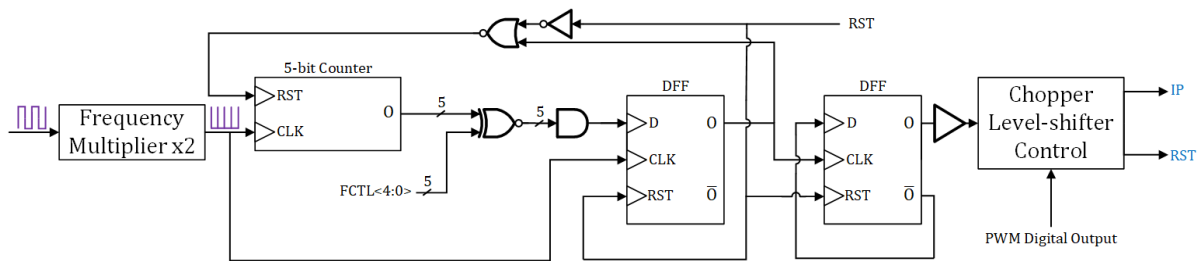 RST
5-bit Counter
DFF
DFF
RST
O
5
5
D
O
D
O
Chopper
Level-shifter
Control
IP
Frequency
Multiplier x2
CLK
CLK
CLK
RST
FCTL<4:0>
5
RST
O̅
RST
O̅
PWM Digital Output